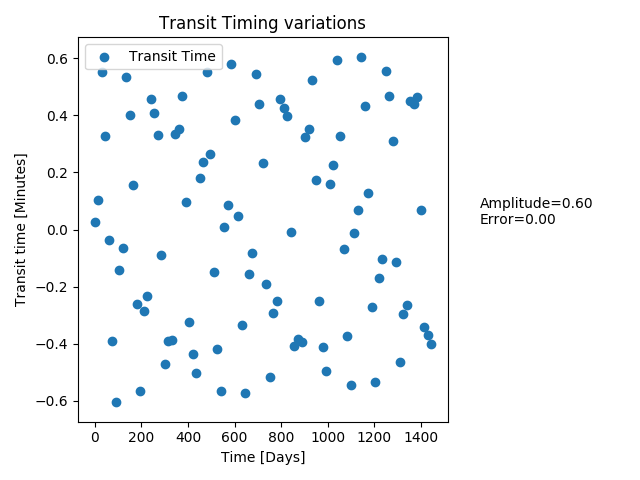 Transit Timing variations
Transit Time
Transit time [Minutes]
0.6
0.4
0.2
0.0
−0.2
−0.4
−0.6
0 200 400 600 800 1000 1200 1400
Time [Days]
Amplitude=0.60
Error=0.00